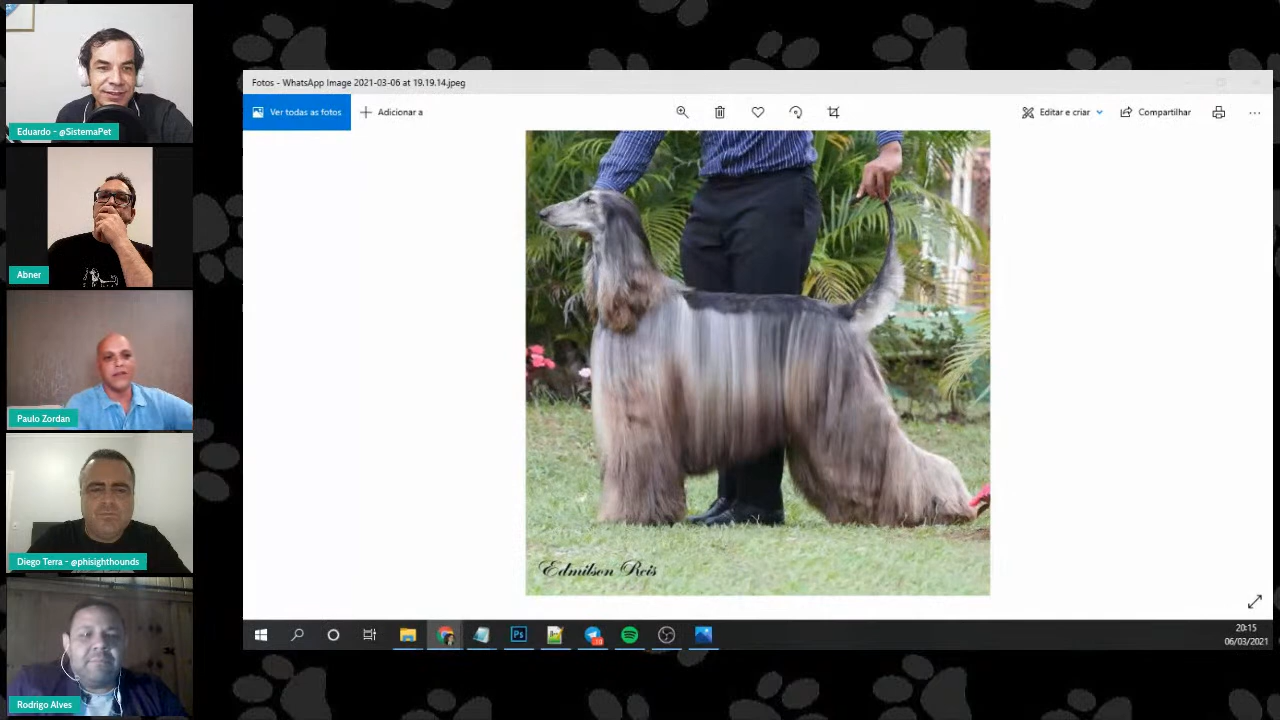 Eduardo - @SistemaPet
Abner
Paulo Zordan
Diego Terra - @phisighthounds
Rodrigo Alves
Fotos - WhatsApp Image 2021-03-06 at 19.19.14.jpeg
Ver todas as fotos
Adicionar a
Editar e criar
Compartilhar
Edmilson Reis
Ps
20:15
06/03/2021